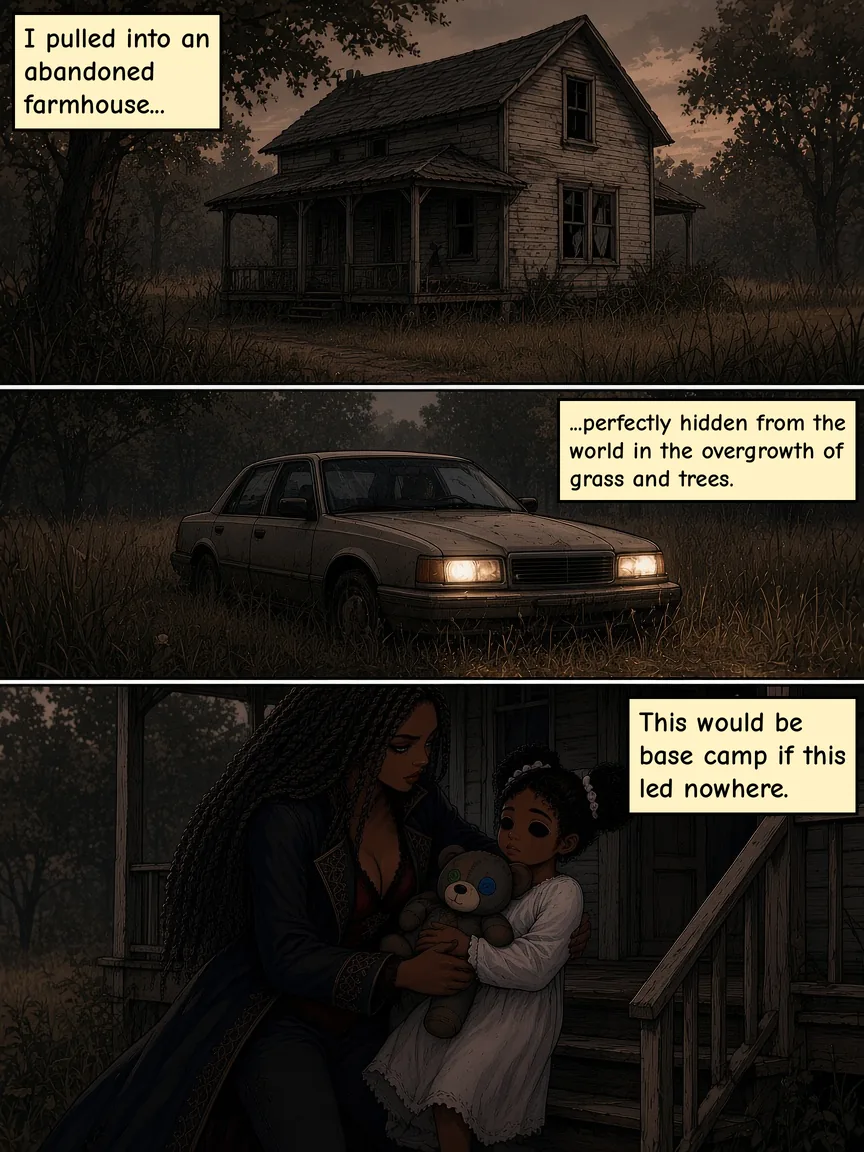 I pulled into an
abandoned
farmhouse...
...perfectly hidden from the
world in the overgrowth of
grass and trees.
This would be
base camp if this
led nowhere.